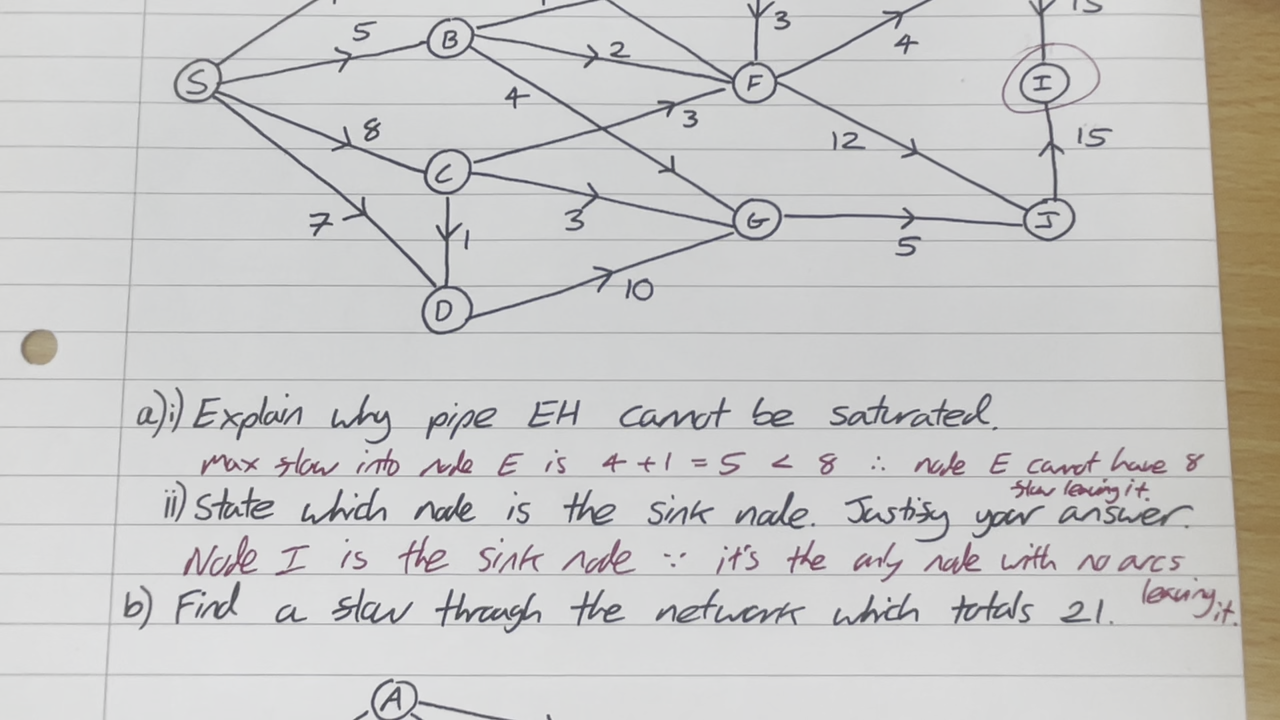 5 B 2 3 4 15
S F I
4 3
8 12 15
C
7 3 G 5 J
1
D 10
a)i) Explain why pipe EH cannot be saturated.
Max flow into node E is 4 + 1 = 5 < 8 ∴ node E cannot have 8
flow leaving it.
ii) State which node is the sink node. Justify your answer.
Node I is the sink node ∵ it's the only node with no arcs
leaving it.
b) Find a flow through the network which totals 21.
A